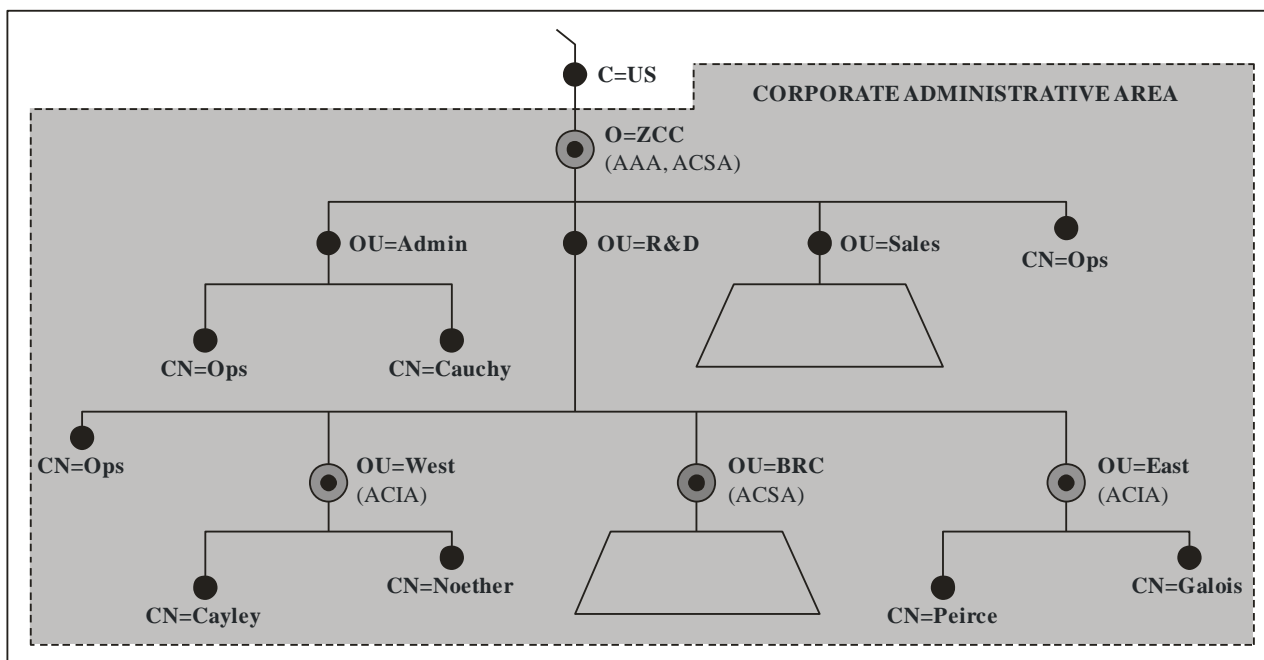 C=US
CORPORATE ADMINISTRATIVE AREA
O=ZCC
(AAA, ACSA)
OU=Admin
OU=R&D
OU=Sales
CN=Ops
CN=Ops
CN=Cauchy
CN=Ops
OU=West
(ACIA)
OU=BRC
(ACSA)
OU=East
(ACIA)
CN=Cayley
CN=Noether
CN=Peirce
CN=Galois